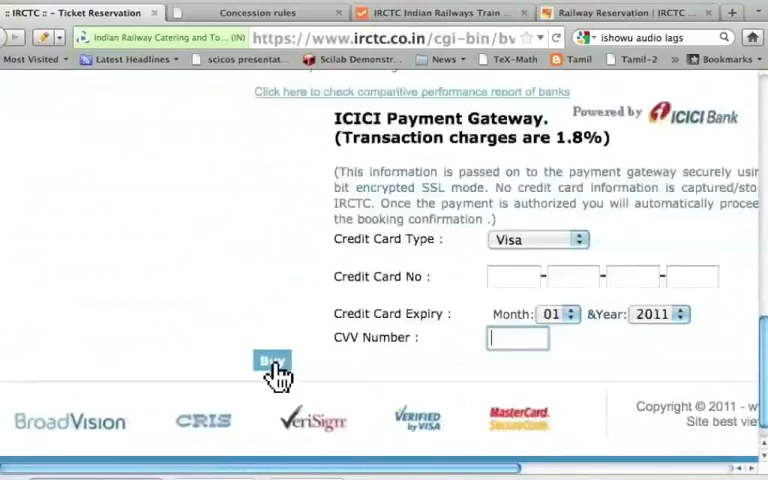 :: IRCTC :: - Ticket Reservation
Concession rules
IRCTC Indian Railways Train ...
Railway Reservation | IRCTC ...
Indian Railway Catering and To... (IN)
https://www.irctc.co.in/cgi-bin/bv
ishowu audio lags
Most Visited
Latest Headlines
scicos presentat...
Scilab Demonstr...
News
TeX-Math
Tamil
Tamil-2
»
Bookmarks
Click here to check comparitive performance report of banks
ICICI Payment Gateway.
Powered by ICICI Bank
(Transaction charges are 1.8%)
(This information is passed on to the payment gateway securely usin
bit encrypted SSL mode. No credit card information is captured/sto
IRCTC. Once the payment is authorized you will automatically procee
the booking confirmation .)
Credit Card Type :
Visa
Credit Card No :
Credit Card Expiry :
Month: 01 &Year: 2011
CVV Number :
Buy
BroadVision
CRIS
VeriSign
VERIFIED
by VISA
MasterCard.
SecureCode.
Copyright © 2011 - w
Site best vie